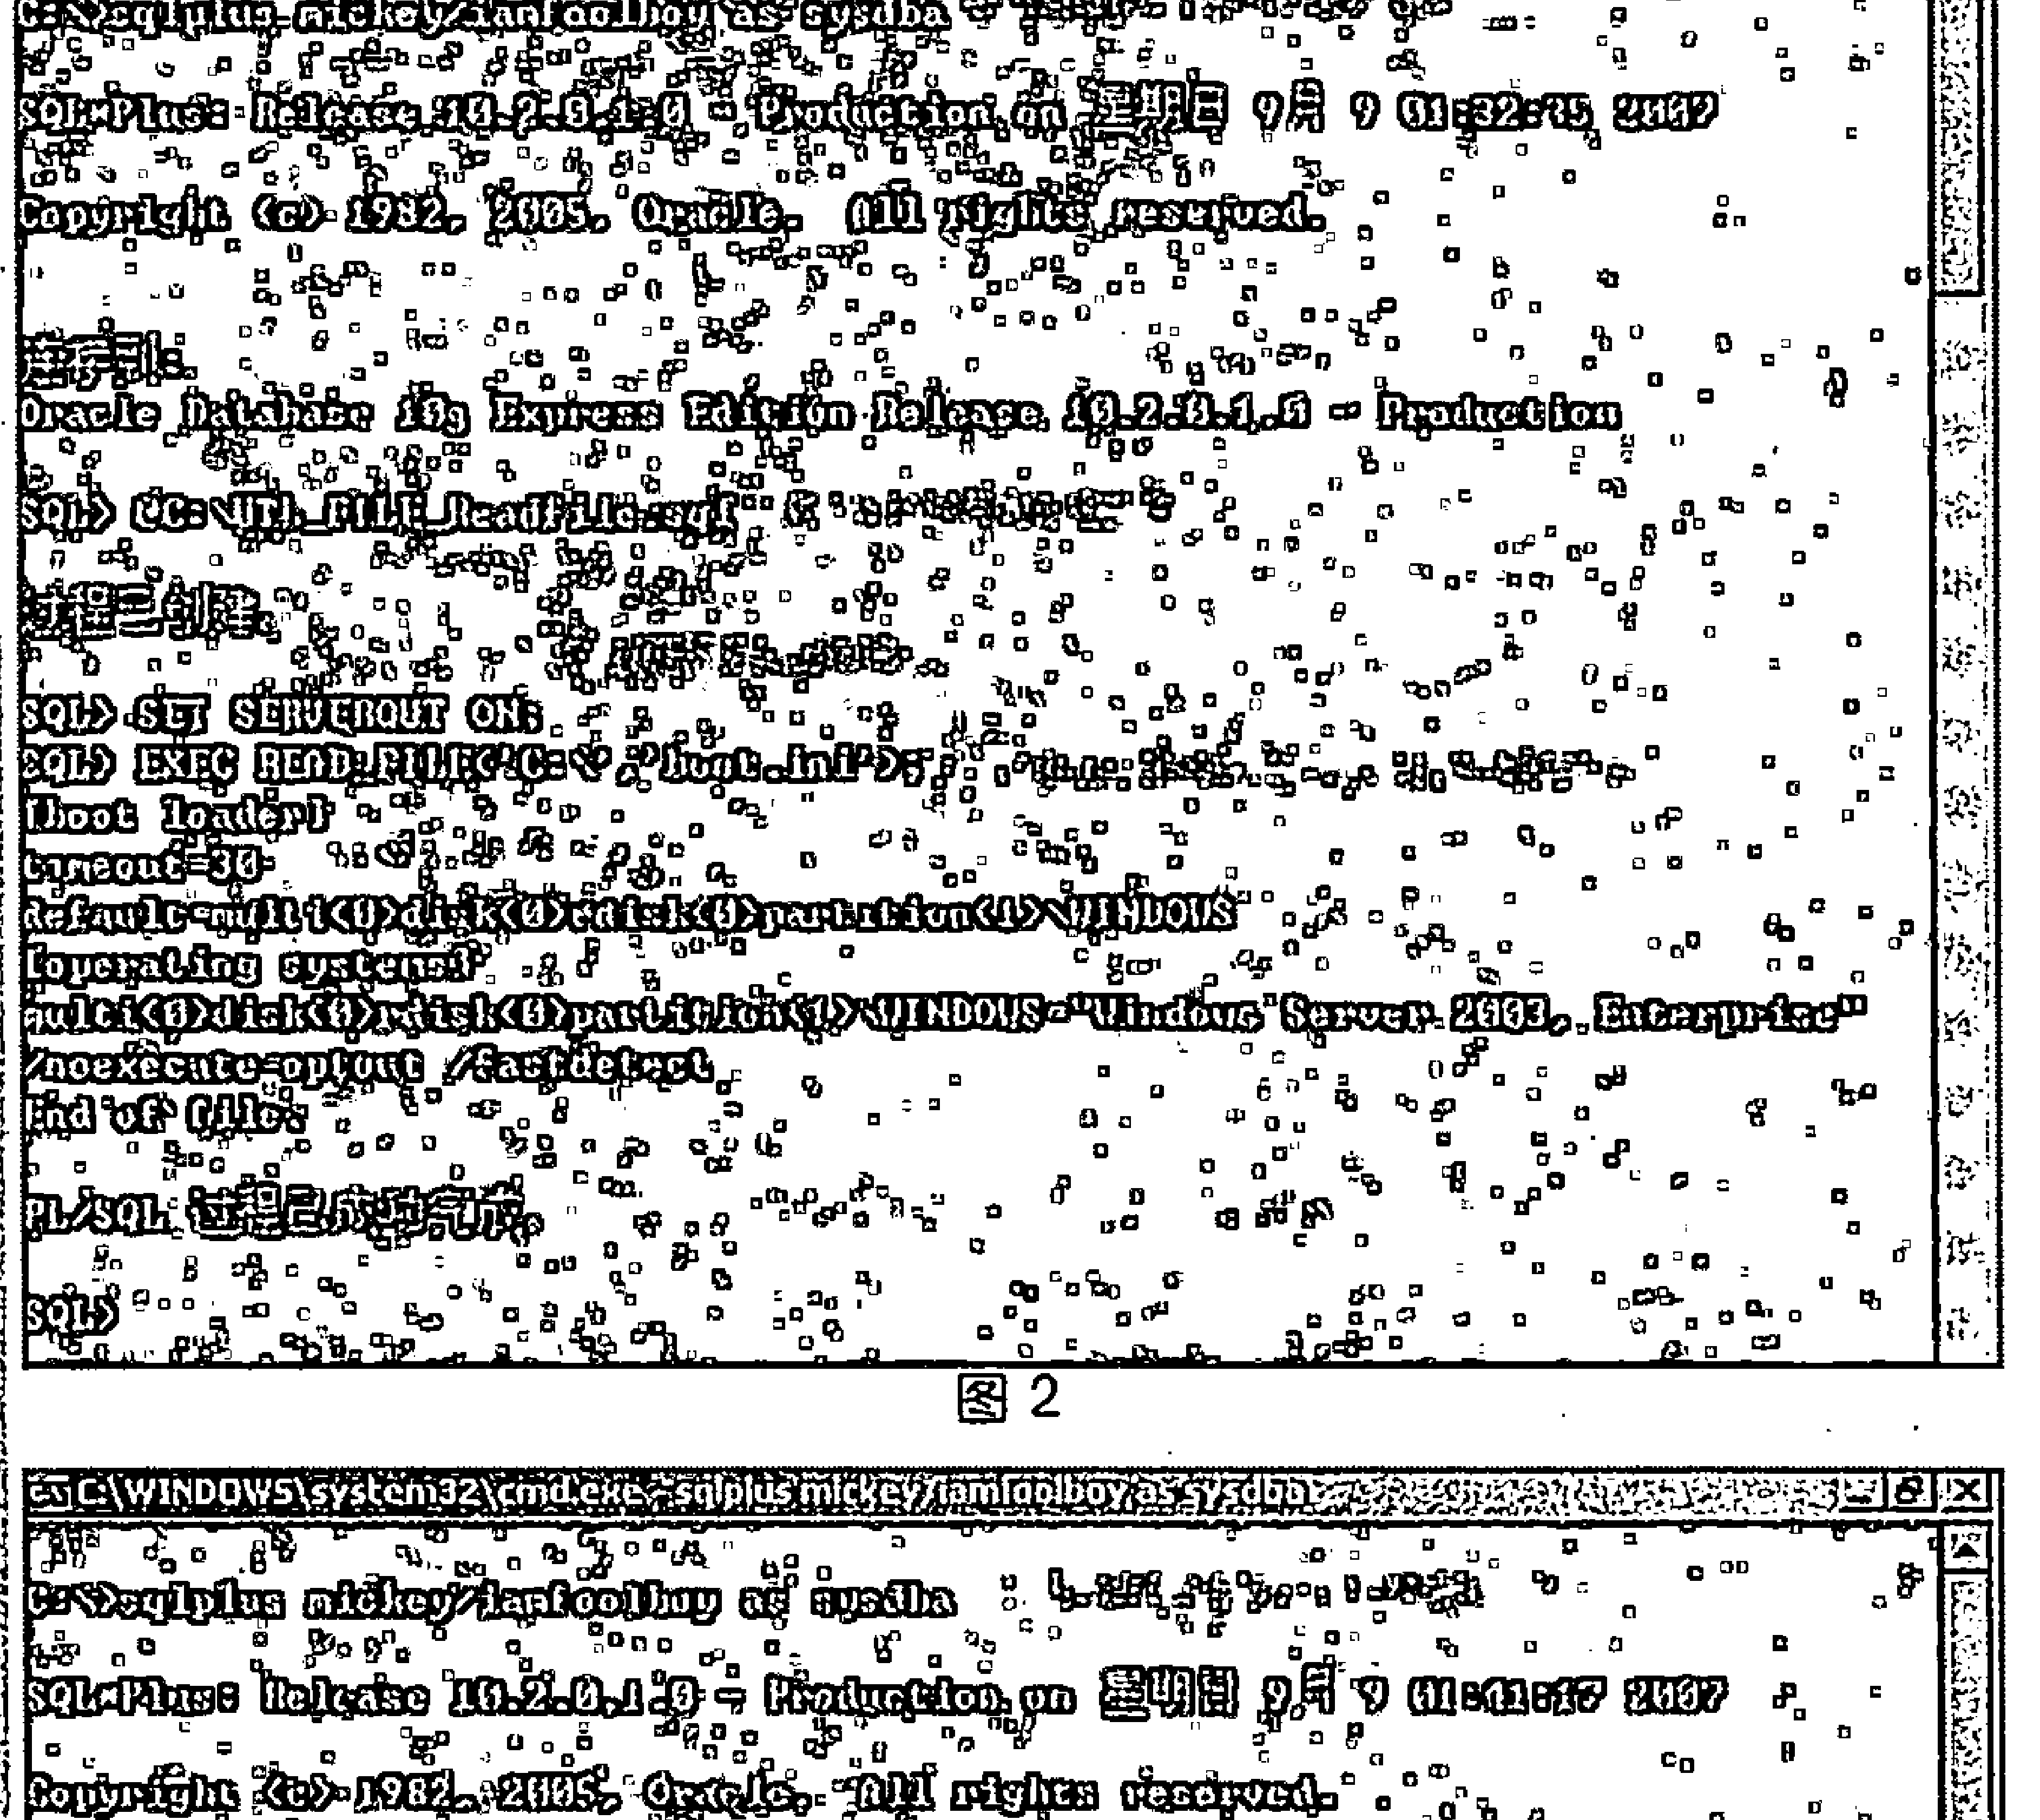 C:\>sqlplus mickey/iamfoolboy as sysdba
SQL*Plus: Release 10.2.0.1.0 - Production on 星期日 9月 9 01:32:45 2007
Copyright (c) 1982, 2005, Oracle.  All rights reserved.
连接到:
Oracle Database 10g Express Edition Release 10.2.0.1.0 - Production
SQL> @C:\UTL_FILE_Readfile.sql
过程已创建。
SQL> SET SERVEROUT ON;
SQL> EXEC READ_FILE('C:\','boot.ini');
[boot loader]
timeout=30
default=multi(0)disk(0)rdisk(0)partition(1)\WINDOWS
[operating systems]
multi(0)disk(0)rdisk(0)partition(1)\WINDOWS="Windows Server 2003, Enterprise"
/noexecute=optout /fastdetect
End of file.
PL/SQL 过程已成功完成。
SQL>
图 2
C:\WINDOWS\system32\cmd.exe - sqlplus mickey/iamfoolboy as sysdba
C:\>sqlplus mickey/iamfoolboy as sysdba
SQL*Plus: Release 10.2.0.1.0 - Production on 星期日 9月 9 01:41:17 2007
Copyright (c) 1982, 2005, Oracle.  All rights reserved.